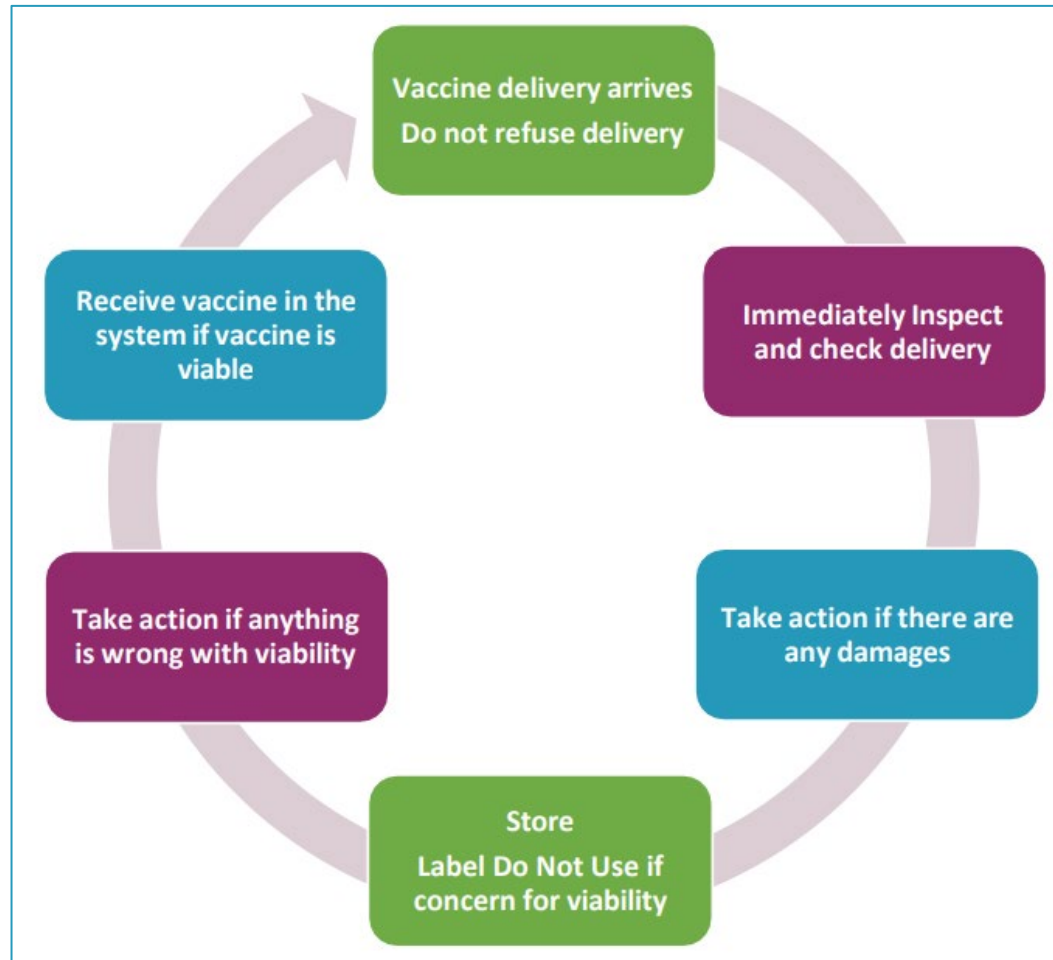 Vaccine delivery arrives
Do not refuse delivery
Immediately Inspect
and check delivery
Take action if there are
any damages
Store
Label Do Not Use if
concern for viability
Take action if anything
is wrong with viability
Receive vaccine in the
system if vaccine is
viable